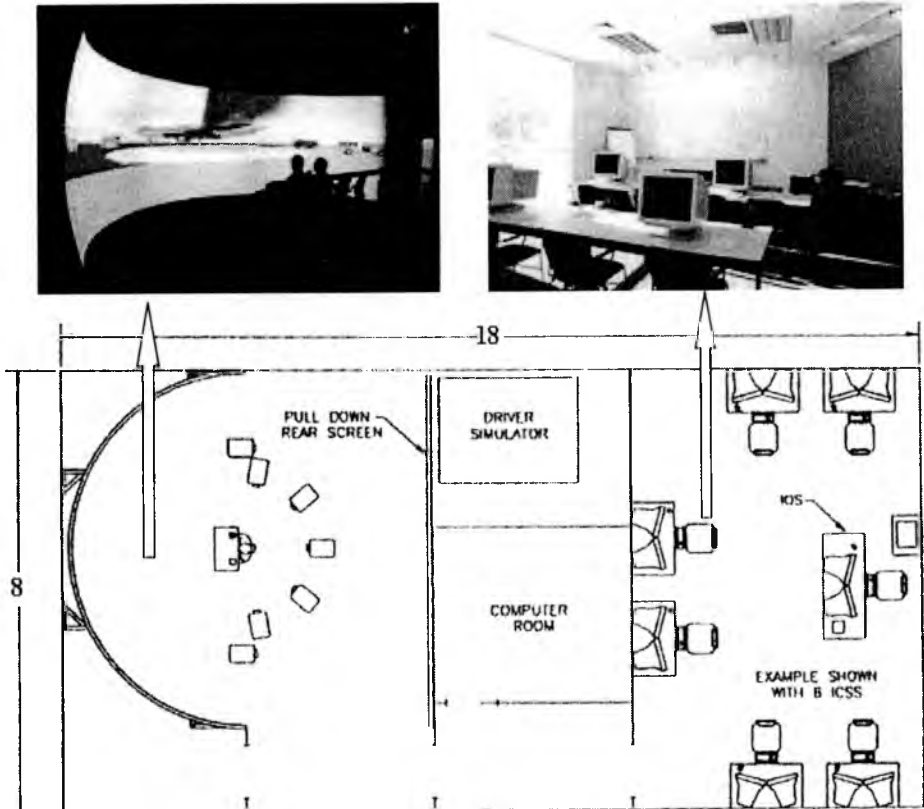 18
PULL DOWN
REAR SCREEN
DRIVER
SIMULATOR
IOS
8
COMPUTER
ROOM
EXAMPLE SHOWN
WITH 6 ICSS